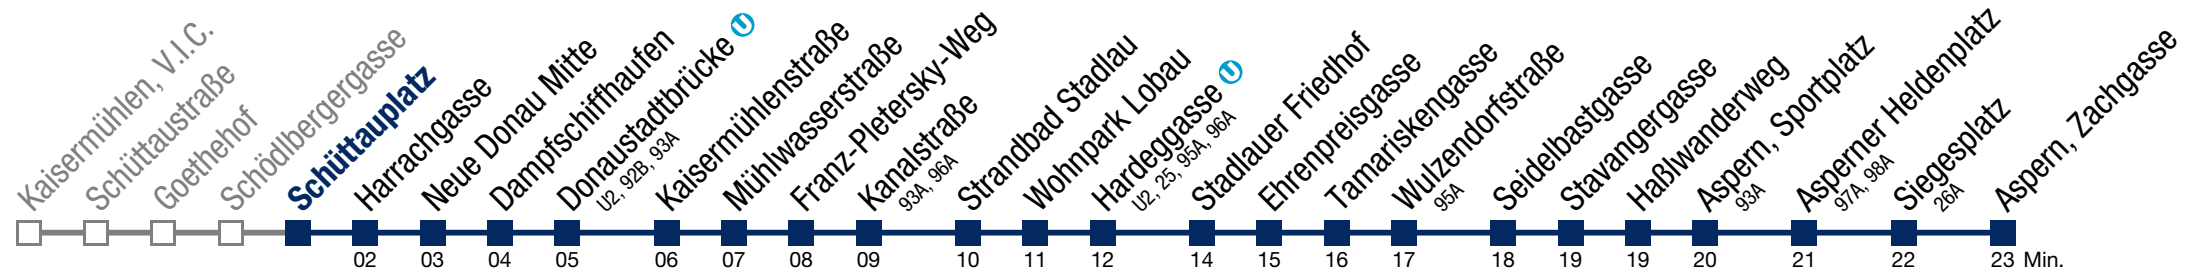 Kaisermühlen, V.I.C.
Schüttaustraße
Goethehof
Schödlbergergasse
Schüttauplatz
Harrachgasse
Neue Donau Mitte
Dampfschiffhaufen
Donaustadtbrücke U
U2, 92B, 93A
Kaisermühlenstraße
Mühlwasserstraße
Franz-Pletersky-Weg
Kanalstraße
93A, 96A
Strandbad Stadlau
Wohnpark Lobau
Hardeggasse U
U2, 25, 95A, 96A
Stadlauer Friedhof
Ehrenpreisgasse
Tamariskengasse
Wulzendorfstraße
95A
Seidelbastgasse
Stavangergasse
Haßlwanderweg
Aspern, Sportplatz
93A
Asperner Heldenplatz
97A, 98A
Siegesplatz
26A
Aspern, Zachgasse
02 03 04 05 06 07 08 09 10 11 12 14 15 16 17 18 19 19 20 21 22 23 Min.